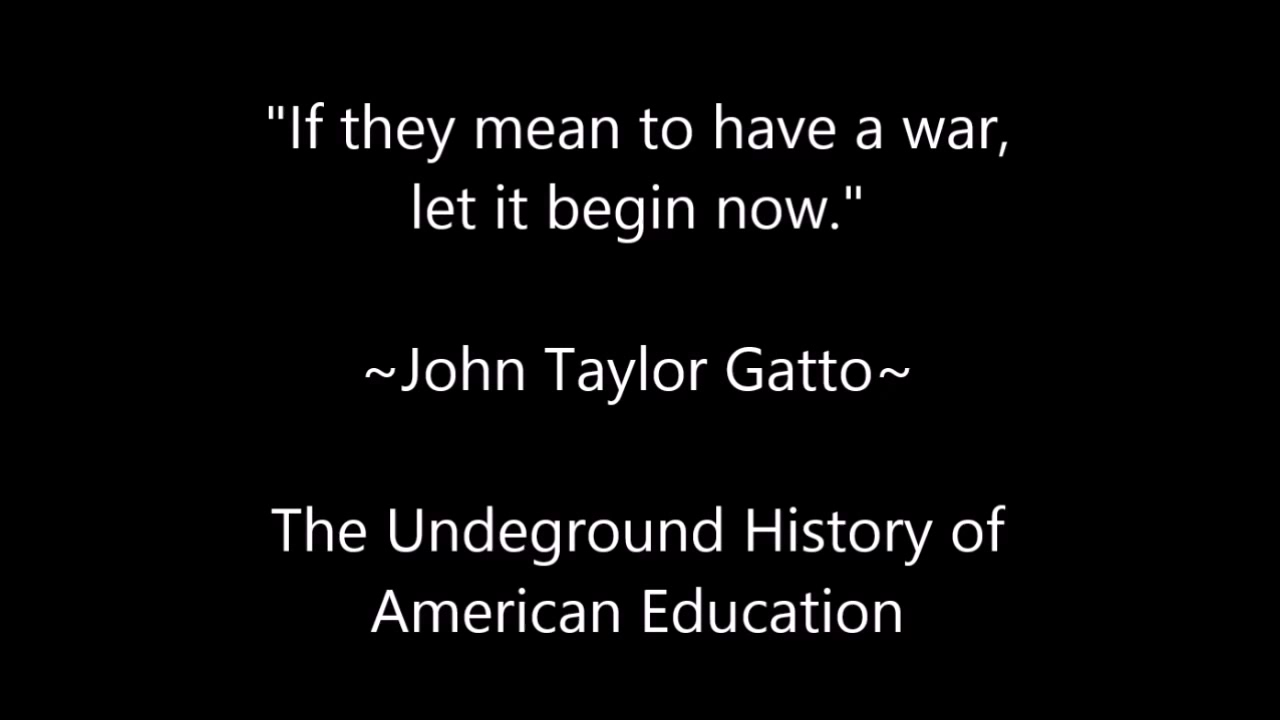 "If they mean to have a war,
let it begin now."
~John Taylor Gatto~
The Undeground History of
American Education